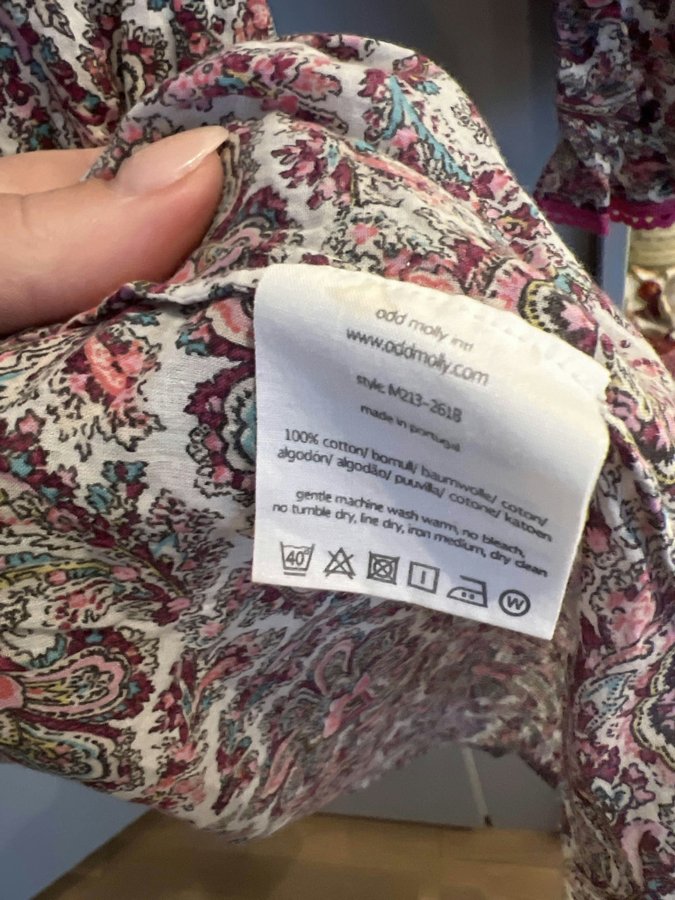 odd molly int!
www.oddmolly.com
style: M213-261B
made in portugal
100% cotton/ bomull/ baumwolle/ coton/
algodón/ algodão/ puuvilla/ cotone/ katoen
gentle machine wash warm, no bleach,
no tumble dry, line dry, iron medium, dry clean
40°
W